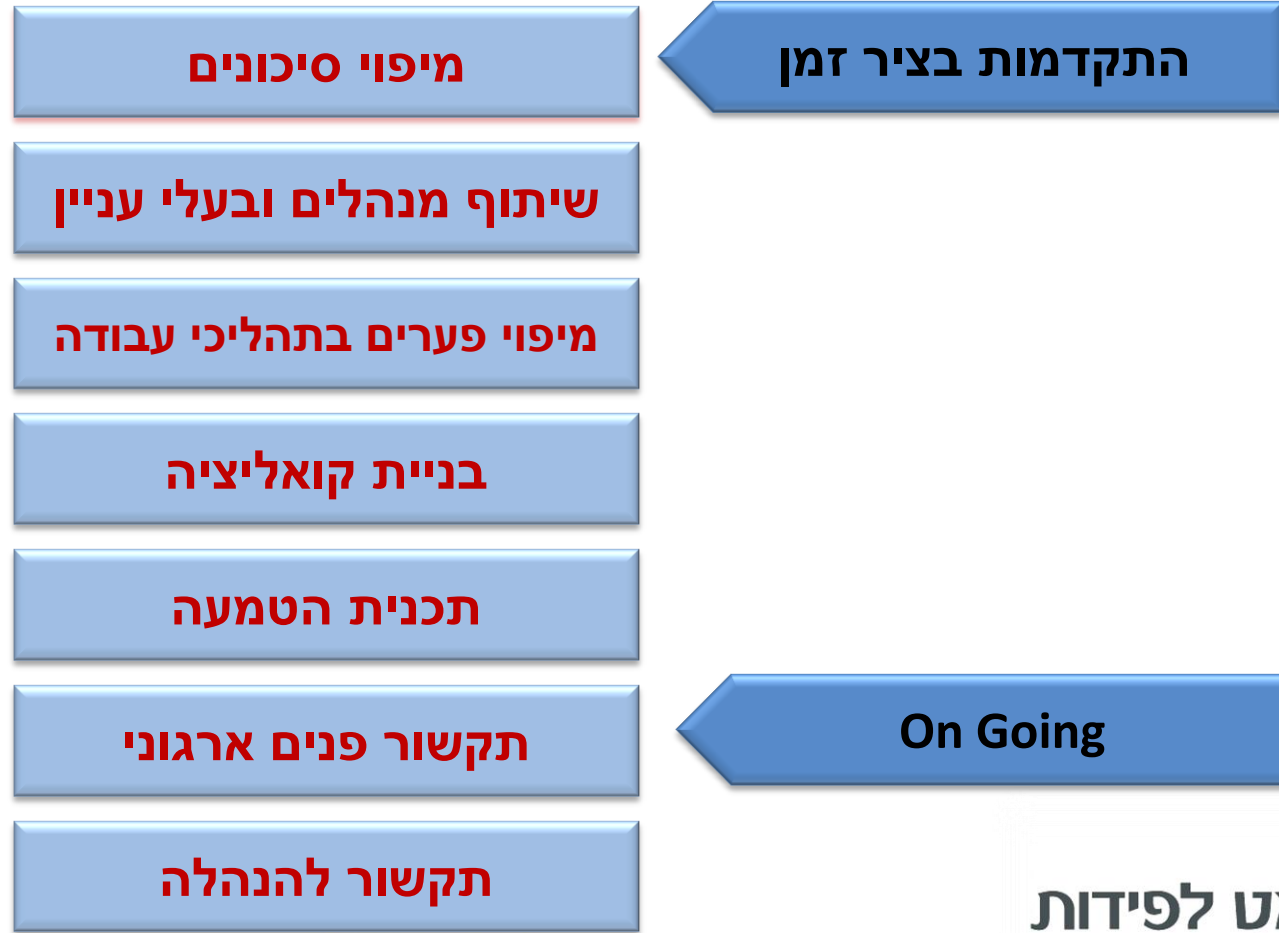 התקדמות בציר זמן
מיפוי סיכונים
שיתוף מנהלים ובעלי עניין
מיפוי פערים בתהליכי עבודה
בניית קואליציה
תכנית הטמעה
On Going
תקשור פנים ארגוני
תקשור להנהלה
לפידות